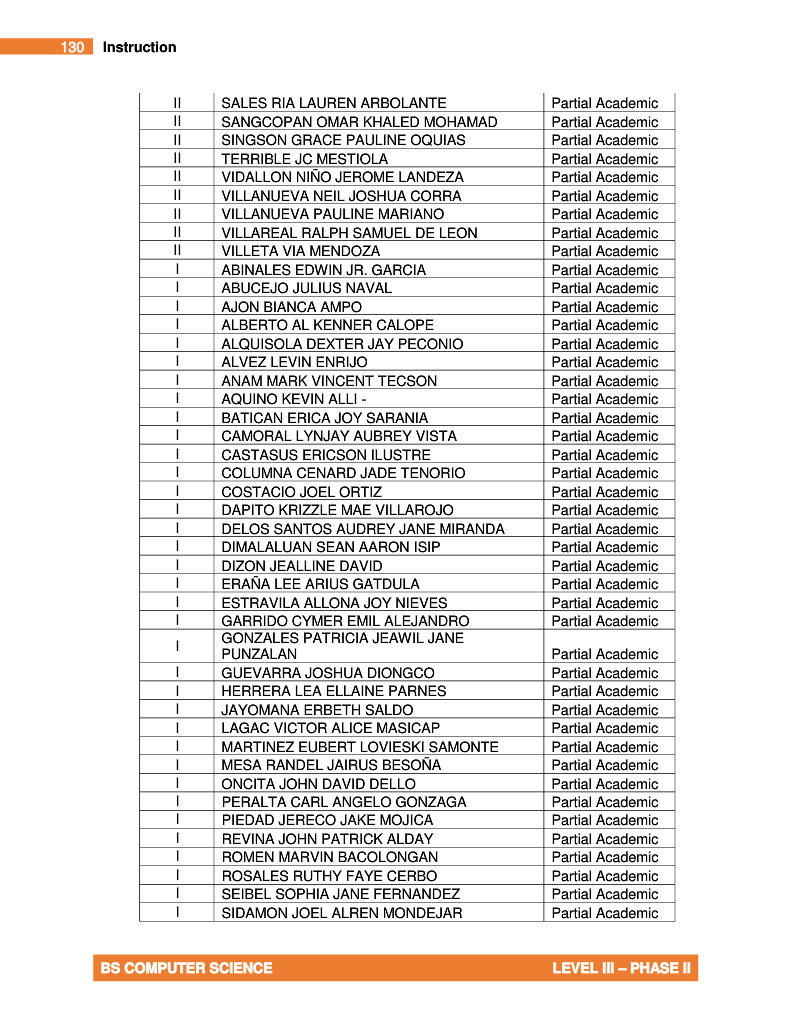 130 Instruction
II SALES RIA LAUREN ARBOLANTE Partial Academic
II SANGCOPAN OMAR KHALED MOHAMAD Partial Academic
II SINGSON GRACE PAULINE OQUIAS Partial Academic
II TERRIBLE JC MESTIOLA Partial Academic
II VIDALLON NIÑO JEROME LANDEZA Partial Academic
II VILLANUEVA NEIL JOSHUA CORRA Partial Academic
II VILLANUEVA PAULINE MARIANO Partial Academic
II VILLAREAL RALPH SAMUEL DE LEON Partial Academic
II VILLETA VIA MENDOZA Partial Academic
I ABINALES EDWIN JR. GARCIA Partial Academic
I ABUCEJO JULIUS NAVAL Partial Academic
I AJON BIANCA AMPO Partial Academic
I ALBERTO AL KENNER CALOPE Partial Academic
I ALQUISOLA DEXTER JAY PECONIO Partial Academic
I ALVEZ LEVIN ENRIJO Partial Academic
I ANAM MARK VINCENT TECSON Partial Academic
I AQUINO KEVIN ALLI - Partial Academic
I BATICAN ERICA JOY SARANIA Partial Academic
I CAMORAL LYNJAY AUBREY VISTA Partial Academic
I CASTASUS ERICSON ILUSTRE Partial Academic
I COLUMNA CENARD JADE TENORIO Partial Academic
I COSTACIO JOEL ORTIZ Partial Academic
I DAPITO KRIZZLE MAE VILLAROJO Partial Academic
I DELOS SANTOS AUDREY JANE MIRANDA Partial Academic
I DIMALALUAN SEAN AARON ISIP Partial Academic
I DIZON JEALLINE DAVID Partial Academic
I ERAÑA LEE ARIUS GATDULA Partial Academic
I ESTRAVILA ALLONA JOY NIEVES Partial Academic
I GARRIDO CYMER EMIL ALEJANDRO Partial Academic
I GONZALES PATRICIA JEAWIL JANE
PUNZALAN Partial Academic
I GUEVARRA JOSHUA DIONGCO Partial Academic
I HERRERA LEA ELLAINE PARNES Partial Academic
I JAYOMANA ERBETH SALDO Partial Academic
I LAGAC VICTOR ALICE MASICAP Partial Academic
I MARTINEZ EUBERT LOVIESKI SAMONTE Partial Academic
I MESA RANDEL JAIRUS BESOÑA Partial Academic
I ONCITA JOHN DAVID DELLO Partial Academic
I PERALTA CARL ANGELO GONZAGA Partial Academic
I PIEDAD JERECO JAKE MOJICA Partial Academic
I REVINA JOHN PATRICK ALDAY Partial Academic
I ROMEN MARVIN BACOLONGAN Partial Academic
I ROSALES RUTHY FAYE CERBO Partial Academic
I SEIBEL SOPHIA JANE FERNANDEZ Partial Academic
I SIDAMON JOEL ALREN MONDEJAR Partial Academic
BS COMPUTER SCIENCE LEVEL III – PHASE II